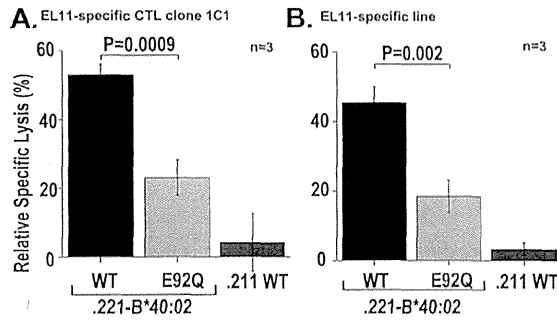 A. EL11-specific CTL clone 1C1
P=0.0009
n=3
Relative Specific Lysis (%)
60
40
20
0
WT E92Q .211 WT
.221-B*40:02
B. EL11-specific line
P=0.002
n=3
60
40
20
0
WT E92Q .211 WT
.221-B*40:02